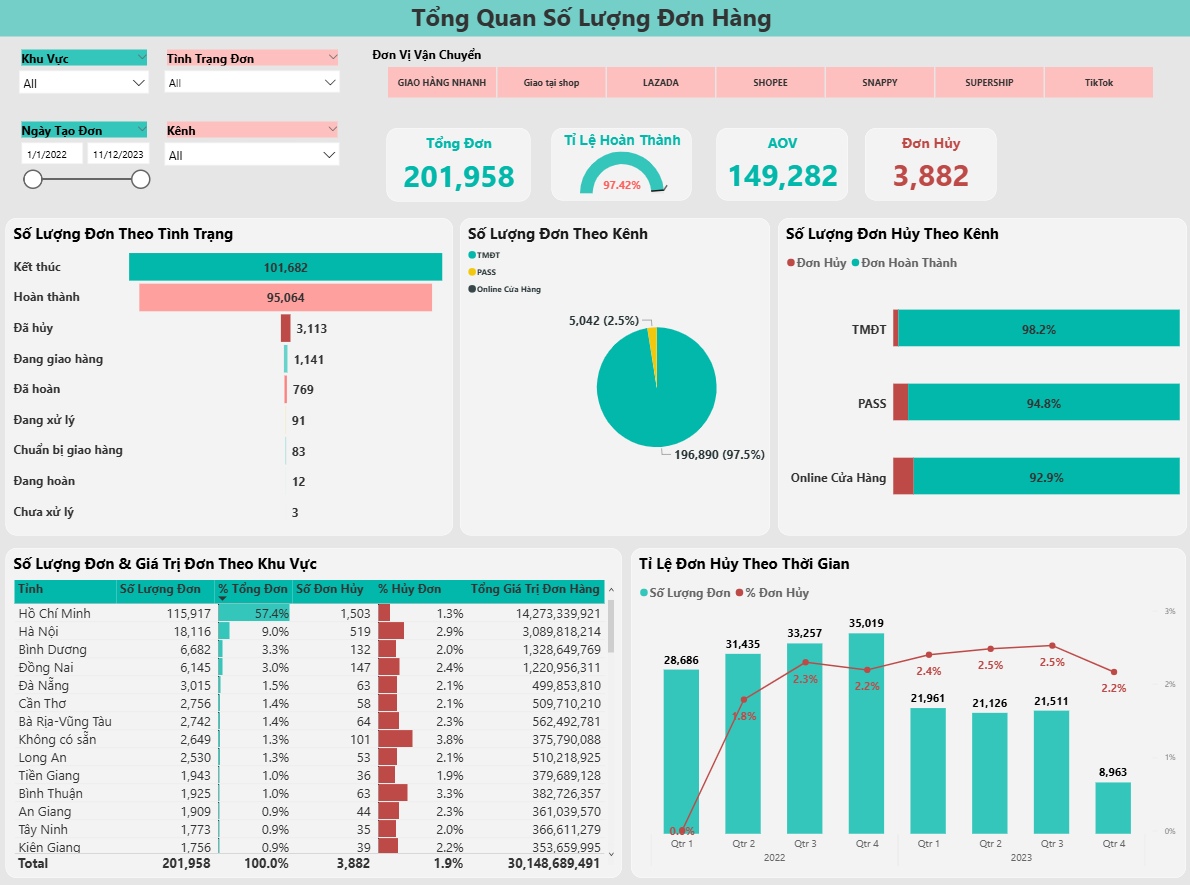 Tổng Quan Số Lượng Đơn Hàng
Khu Vực
All
Tình Trạng Đơn
All
Đơn Vị Vận Chuyển
GIAO HÀNG NHANH
Giao tại shop
LAZADA
SHOPEE
SNAPPY
SUPERSHIP
TikTok
Ngày Tạo Đơn
1/1/2022
11/12/2023
Kênh
All
Tổng Đơn
201,958
Tỉ Lệ Hoàn Thành
97.42%
AOV
149,282
Đơn Hủy
3,882
Số Lượng Đơn Theo Tình Trạng
Kết thúc 101,682
Hoàn thành 95,064
Đã hủy 3,113
Đang giao hàng 1,141
Đã hoàn 769
Đang xử lý 91
Chuẩn bị giao hàng 83
Đang hoàn 12
Chưa xử lý 3
Số Lượng Đơn Theo Kênh
TMĐT
PASS
Online Cửa Hàng
5,042 (2.5%)
196,890 (97.5%)
Số Lượng Đơn Hủy Theo Kênh
Đơn Hủy Đơn Hoàn Thành
TMĐT 98.2%
PASS 94.8%
Online Cửa Hàng 92.9%
Số Lượng Đơn & Giá Trị Đơn Theo Khu Vực
Tỉnh Số Lượng Đơn % Tổng Đơn Số Đơn Hủy % Hủy Đơn Tổng Giá Trị Đơn Hàng
Hồ Chí Minh 115,917 57.4% 1,503 1.3% 14,273,339,921
Hà Nội 18,116 9.0% 519 2.9% 3,089,818,214
Bình Dương 6,682 3.3% 132 2.0% 1,328,649,769
Đồng Nai 6,145 3.0% 147 2.4% 1,220,956,311
Đà Nẵng 3,015 1.5% 63 2.1% 499,853,810
Cần Thơ 2,756 1.4% 58 2.1% 509,710,210
Bà Rịa-Vũng Tàu 2,742 1.4% 64 2.3% 562,492,781
Không có sẵn 2,649 1.3% 101 3.8% 375,790,088
Long An 2,530 1.3% 53 2.1% 510,218,925
Tiền Giang 1,943 1.0% 36 1.9% 379,689,128
Bình Thuận 1,925 1.0% 63 3.3% 382,726,357
An Giang 1,909 0.9% 44 2.3% 361,039,570
Tây Ninh 1,773 0.9% 35 2.0% 366,611,279
Kiên Giang 1,756 0.9% 39 2.2% 353,659,995
Total 201,958 100.0% 3,882 1.9% 30,148,689,491
Tỉ Lệ Đơn Hủy Theo Thời Gian
Số Lượng Đơn % Đơn Hủy
3%
2%
1%
0%
28,686
31,435
33,257
35,019
21,961
21,126
21,511
8,963
0.0%
1.8%
2.3%
2.2%
2.4%
2.5%
2.5%
2.2%
Qtr 1 Qtr 2 Qtr 3 Qtr 4 Qtr 1 Qtr 2 Qtr 3 Qtr 4
2022 2023